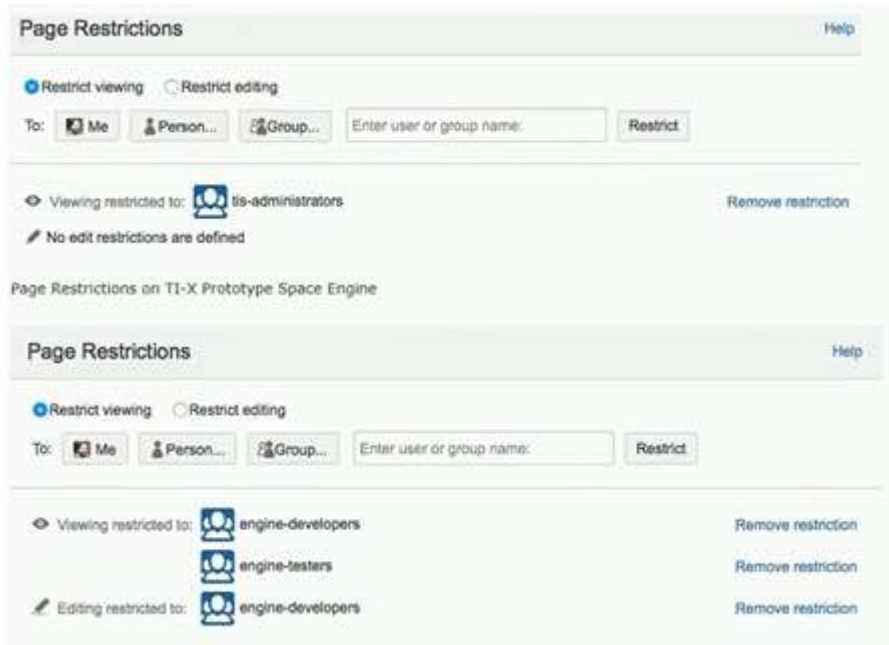 Page Restrictions Help
Restrict viewing Restrict editing
To: Me Person... Group... Enter user or group name: Restrict
Viewing restricted to: tis-administrators Remove restriction
No edit restrictions are defined
Page Restrictions on TI-X Prototype Space Engine
Page Restrictions Help
Restrict viewing Restrict editing
To: Me Person... Group... Enter user or group name: Restrict
Viewing restricted to: engine-developers Remove restriction
engine-testers Remove restriction
Editing restricted to: engine-developers Remove restriction